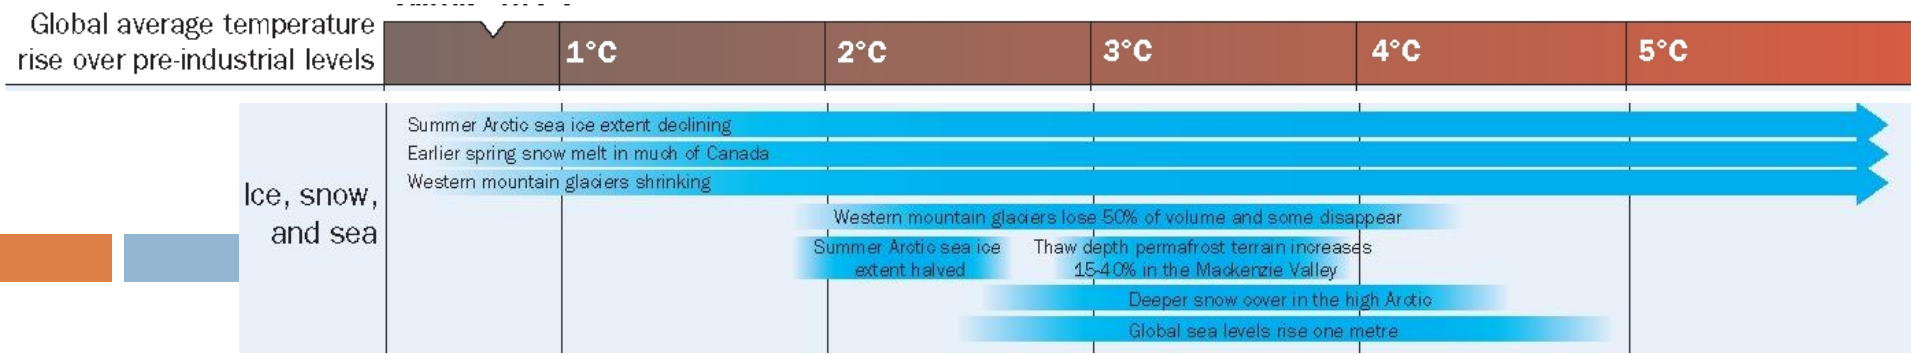 Global average temperature
rise over pre-industrial levels
1°C
2°C
3°C
4°C
5°C
Ice, snow,
and sea
Summer Arctic sea ice extent declining
Earlier spring snow melt in much of Canada
Western mountain glaciers shrinking
Western mountain glaciers lose 50% of volume and some disappear
Summer Arctic sea ice
extent halved
Thaw depth permafrost terrain increases
15-40% in the Mackenzie Valley
Deeper snow cover in the high Arctic
Global sea levels rise one metre